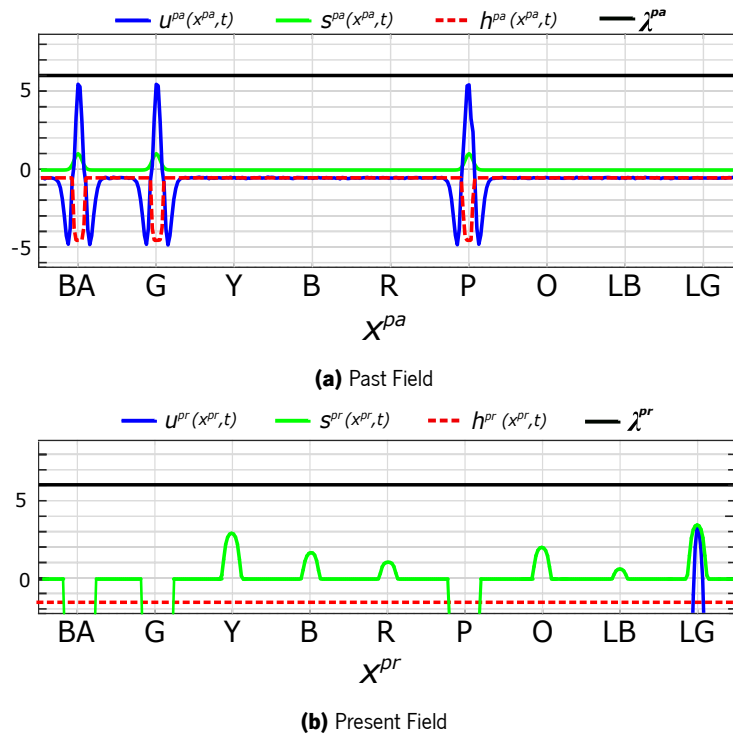 u^pa(x^pa,t) s^pa(x^pa,t) h^pa(x^pa,t) λ^pa
5
0
-5
BA G Y B R P O LB LG
x^pa
(a) Past Field
u^pr(x^pr,t) s^pr(x^pr,t) h^pr(x^pr,t) λ^pr
5
0
BA G Y B R P O LB LG
x^pr
(b) Present Field